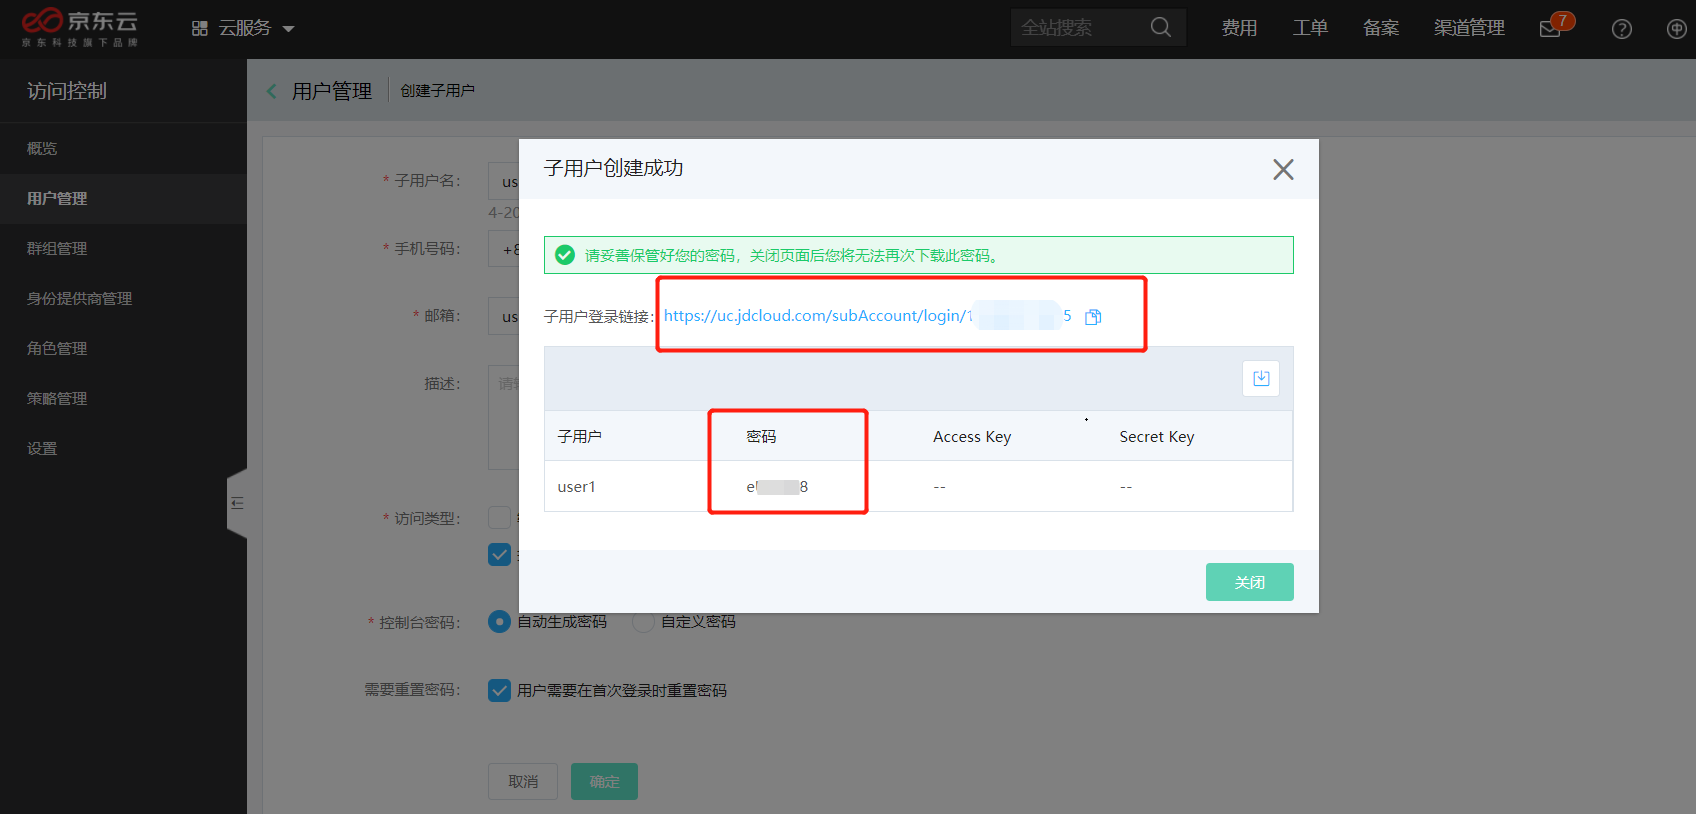 京东云
京东科技旗下品牌
云服务
全站搜索
费用
工单
备案
渠道管理
7
访问控制
概览
用户管理
群组管理
身份提供商管理
角色管理
策略管理
设置
用户管理
创建子用户
* 子用户名：
us
4-20
* 手机号码：
+8
* 邮箱：
us
描述：
* 访问类型：
* 控制台密码：
自动生成密码
自定义密码
需要重置密码：
用户需要在首次登录时重置密码
取消
确定
子用户创建成功
请妥善保管好您的密码，关闭页面后您将无法再次下载此密码。
子用户登录链接：
https://uc.jdcloud.com/subAccount/login/1
5
子用户
密码
Access Key
Secret Key
user1
8
--
--
关闭